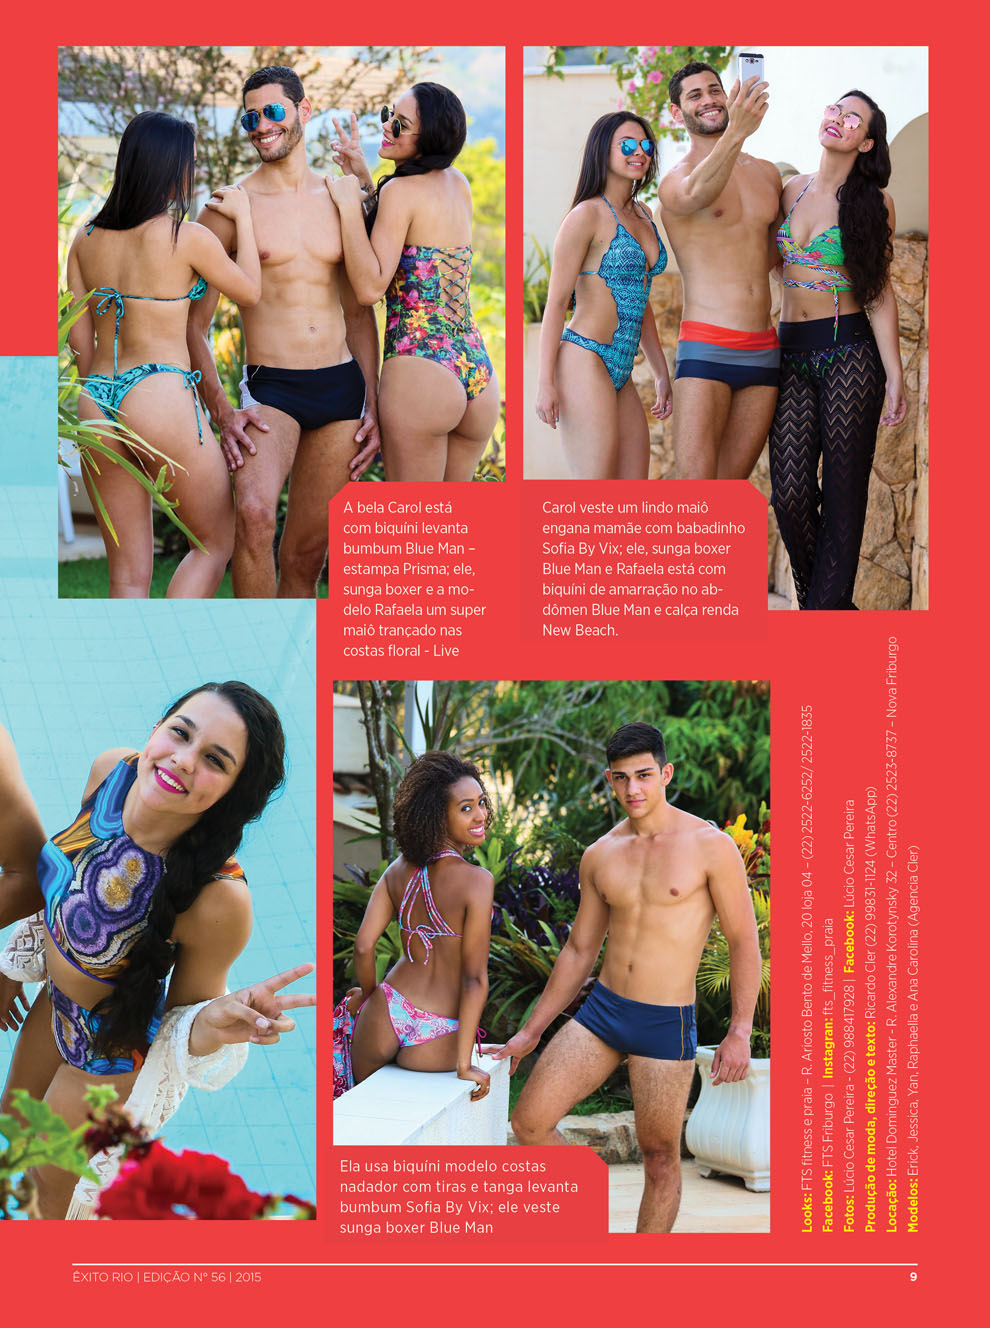 A bela Carol está
com biquíni levanta
bumbum Blue Man –
estampa Prisma; ele,
sunga boxer e a mo-
delo Rafaela um super
maiô trançado nas
costas floral - Live
Carol veste um lindo maiô
engana mamãe com babadinho
Sofia By Vix; ele, sunga boxer
Blue Man e Rafaela está com
biquíni de amarração no ab-
dômen Blue Man e calça renda
New Beach.
Ela usa biquíni modelo costas
nadador com tiras e tanga levanta
bumbum Sofia By Vix; ele veste
sunga boxer Blue Man
Looks: FTS fitness e praia – R. Ariosto Bento de Mello, 20 loja 04 – (22) 2522-6252/ 2522-1835
Facebook: FTS Friburgo | Instagran: fts_fitness_praia
Fotos: Lúcio Cesar Pereira - (22) 988417928 | Facebook: Lúcio Cesar Pereira
Produção de moda, direção e texto: Ricardo Cler (22) 99831-1124 (WhatsApp)
Locação: Hotel Dominguez Master - R. Alexandre Korotynsky 32 – Centro (22) 2523-8737 – Nova Friburgo
Modelos: Erick, Jessica, Yan, Raphaella e Ana Carolina (Agencia Cler)
ÊXITO RIO | EDIÇÃO Nº 56 | 2015
9